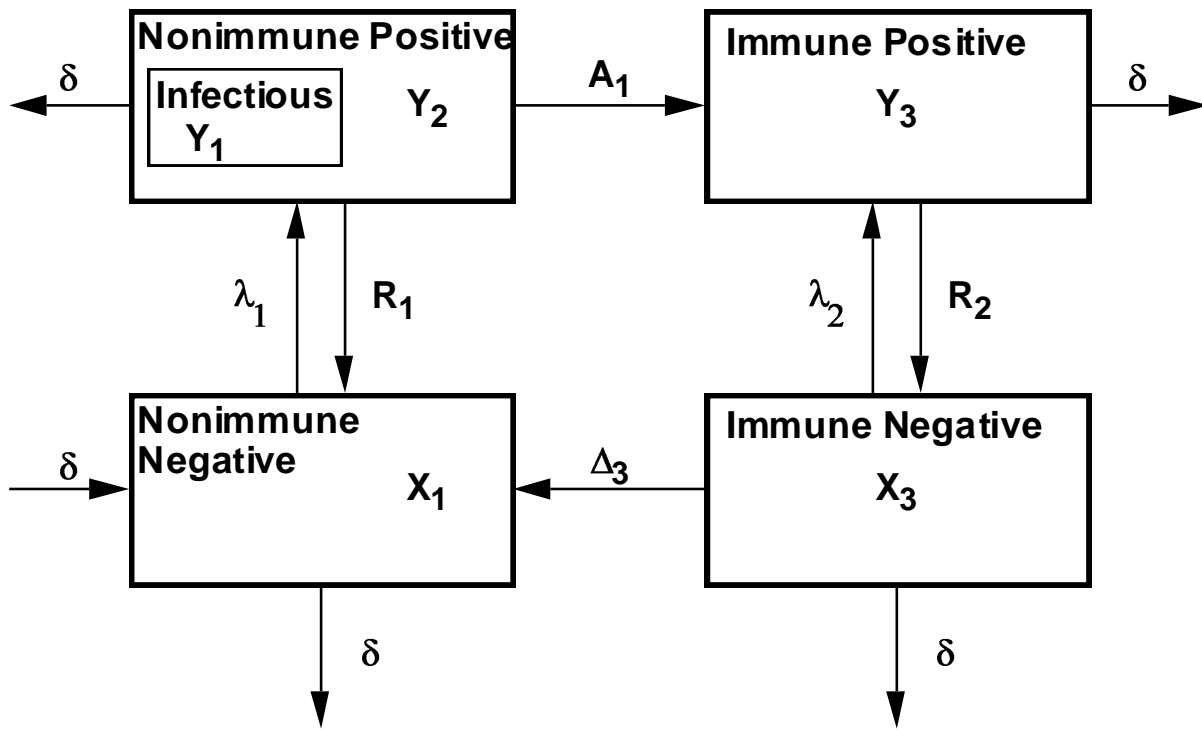 Nonimmune Positive
Infectious
Y1
Y2
δ
A1
Immune Positive
Y3
δ
λ1
R1
λ2
R2
Nonimmune
Negative
X1
δ
Δ3
Immune Negative
X3
δ
δ